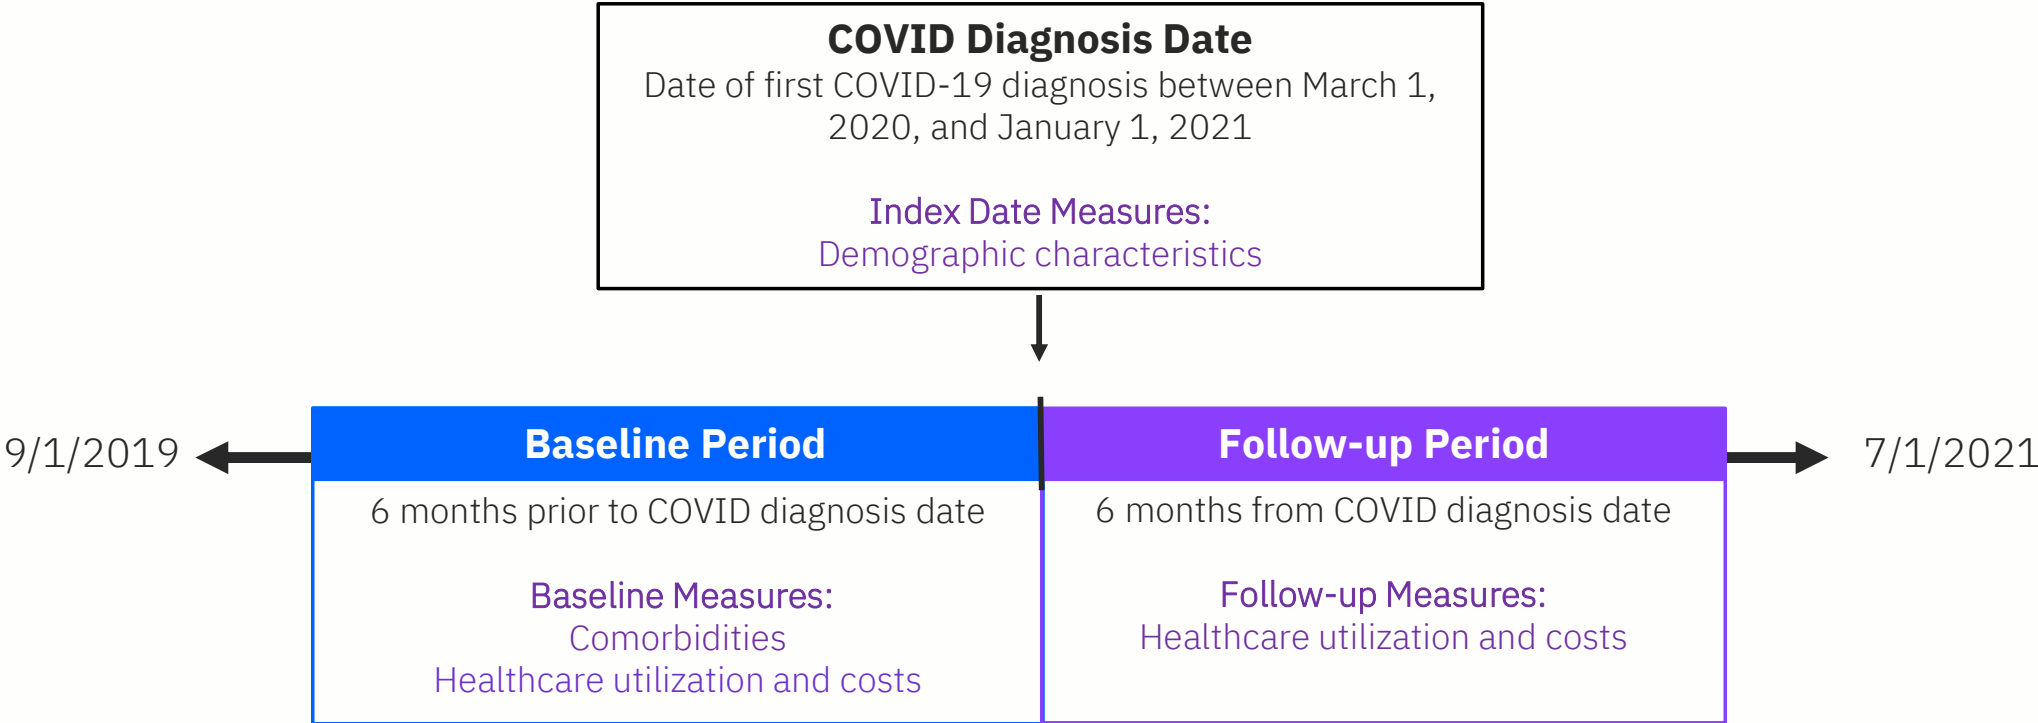 COVID Diagnosis Date
Date of first COVID-19 diagnosis between March 1,
2020, and January 1, 2021
Index Date Measures:
Demographic characteristics
9/1/2019
Baseline Period
Follow-up Period
7/1/2021
6 months prior to COVID diagnosis date
Baseline Measures:
Comorbidities
Healthcare utilization and costs
6 months from COVID diagnosis date
Follow-up Measures:
Healthcare utilization and costs